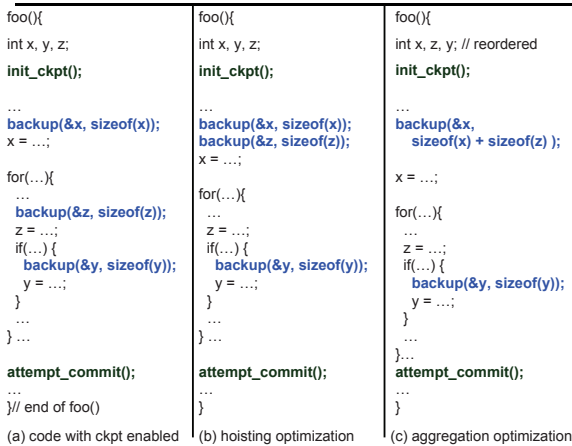 foo(){
int x, y, z;
init_ckpt();
…
backup(&x, sizeof(x));
x = …;
for(…){
…
backup(&z, sizeof(z));
z = …;
if(…) {
backup(&y, sizeof(y));
y = …;
}
…
} …
attempt_commit();
…
}// end of foo()
(a) code with ckpt enabled
foo(){
int x, y, z;
init_ckpt();
…
backup(&x, sizeof(x));
backup(&z, sizeof(z));
x = …;
for(…){
…
z = …;
if(…) {
backup(&y, sizeof(y));
y = …;
}
…
} …
attempt_commit();
…
}
(b) hoisting optimization
foo(){
int x, z, y; // reordered
init_ckpt();
…
backup(&x,
sizeof(x) + sizeof(z) );
x = …;
for(…){
…
z = …;
if(…) {
backup(&y, sizeof(y));
y = …;
}
…
}…
attempt_commit();
…
}
(c) aggregation optimization